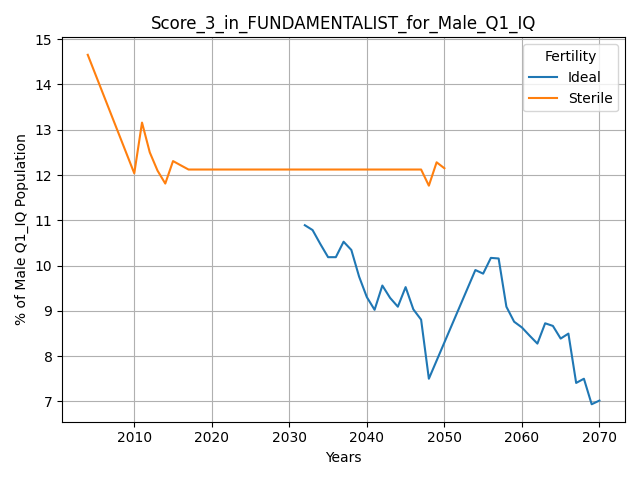 Score_3_in_FUNDAMENTALIST_for_Male_Q1_IQ
15
14
13
12
11
10
9
8
7
% of Male Q1_IQ Population
Fertility
Ideal
Sterile
2010 2020 2030 2040 2050 2060 2070
Years